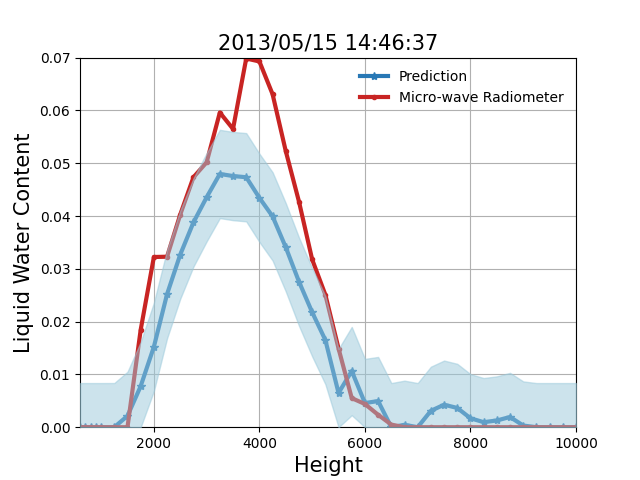 2013/05/15 14:46:37
0.07
0.06
0.05
0.04
0.03
0.02
0.01
0.00
Liquid Water Content
Prediction
Micro-wave Radiometer
2000 4000 6000 8000 10000
Height